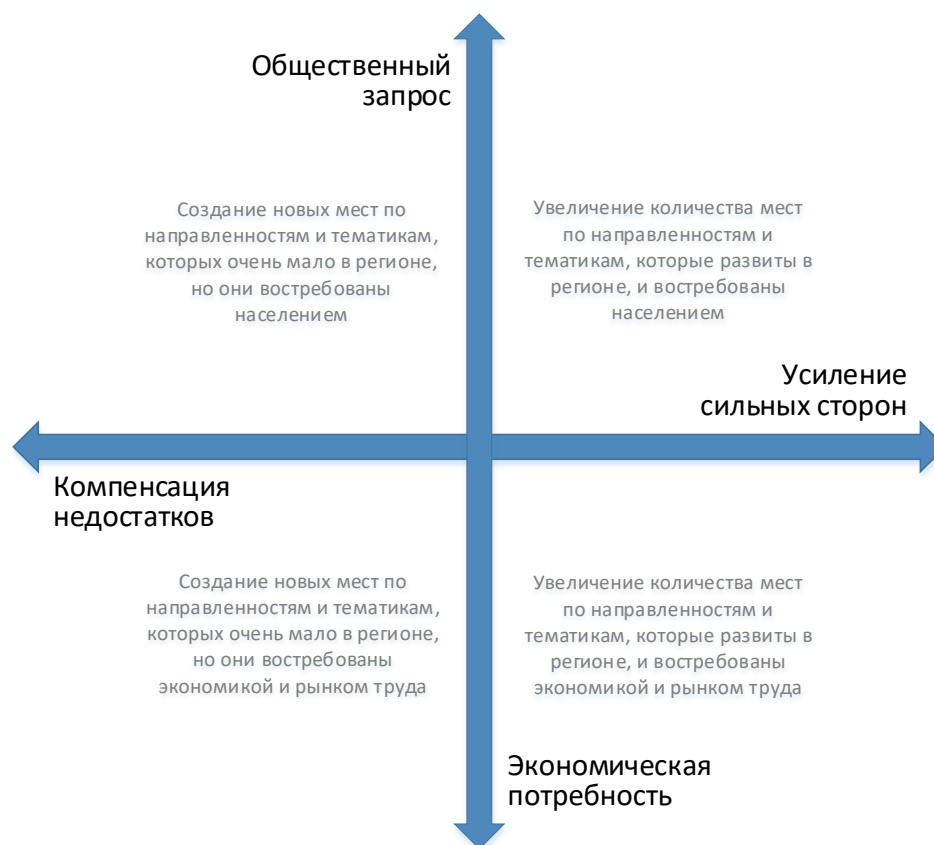 Общественный
запрос
Создание новых мест по
направленностям и тематикам,
которых очень мало в регионе,
но они востребованы
населением
Увеличение количества мест
по направленностям и
тематикам, которые развиты в
регионе, и востребованы
населением
Усиление
сильных сторон
Компенсация
недостатков
Создание новых мест по
направленностям и тематикам,
которых очень мало в регионе,
но они востребованы
экономикой и рынком труда
Увеличение количества мест
по направленностям и
тематикам, которые развиты в
регионе, и востребованы
экономикой и рынком труда
Экономическая
потребность